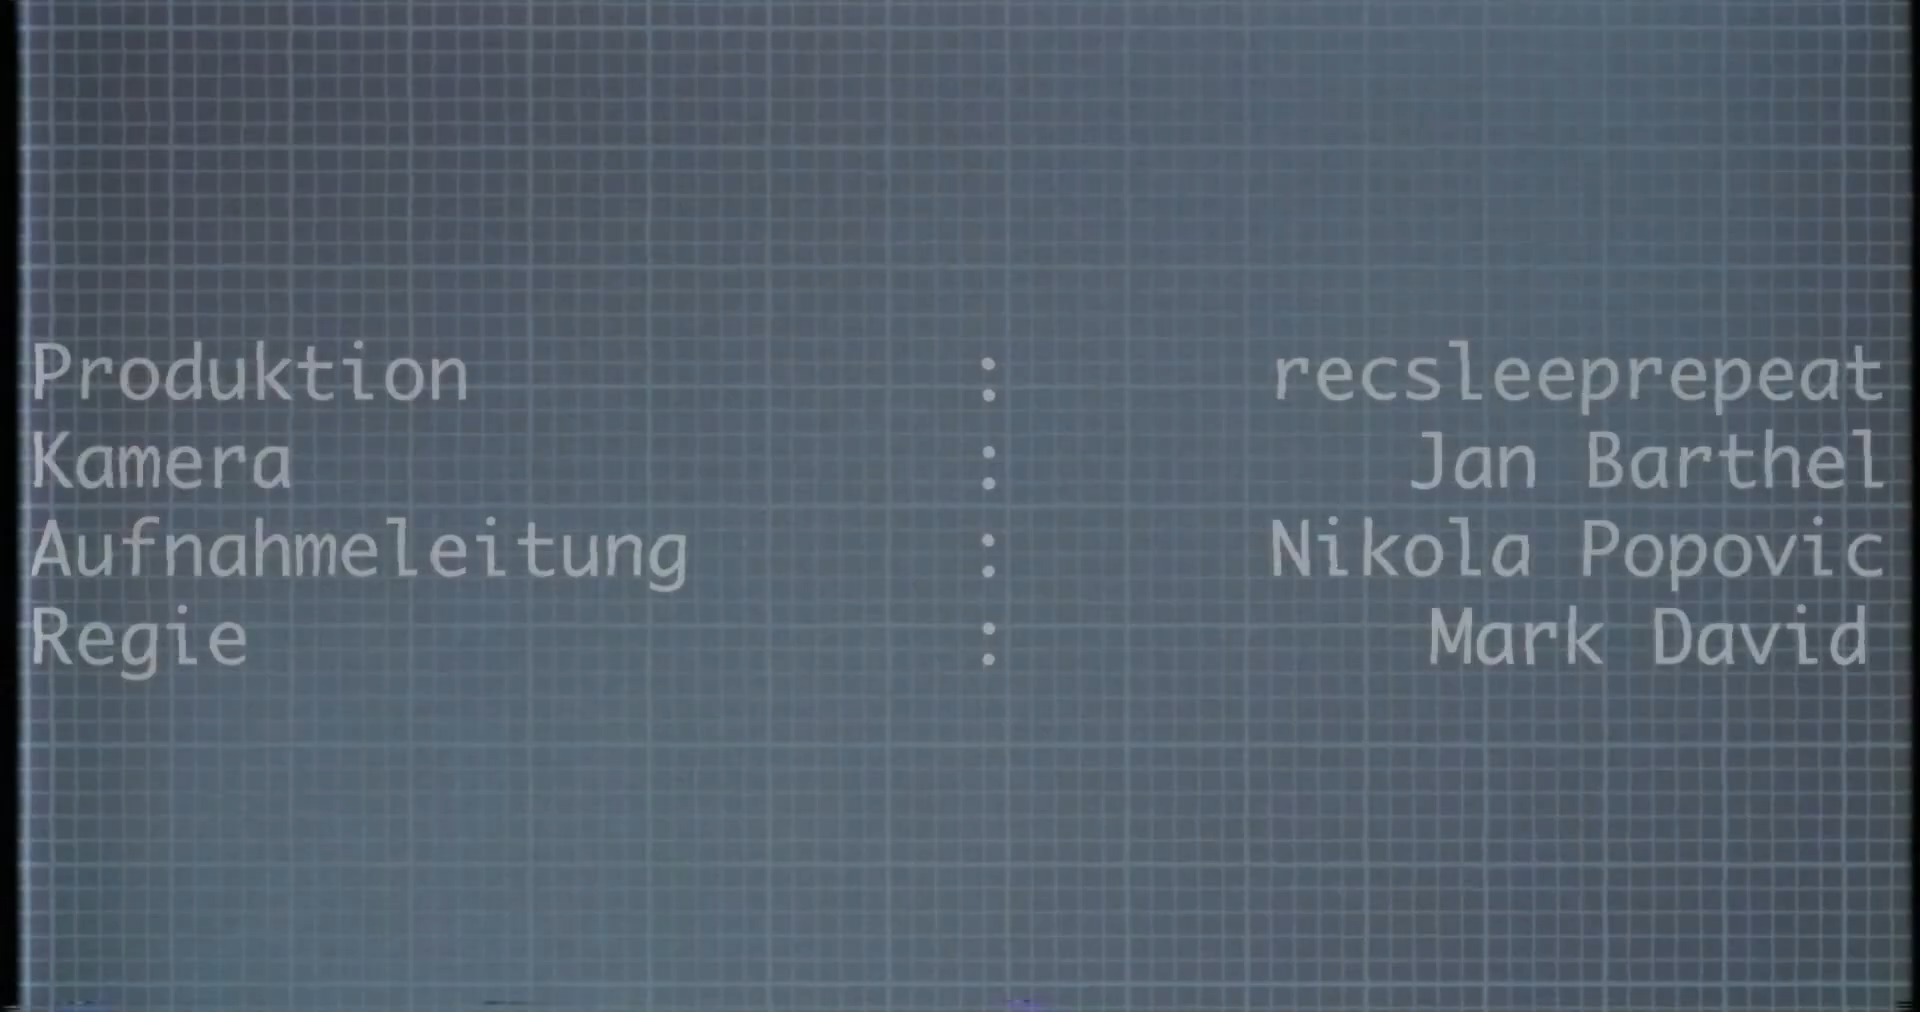 Produktion : recsleeprepeat
Kamera : Jan Barthel
Aufnahmeleitung : Nikola Popovic
Regie : Mark David